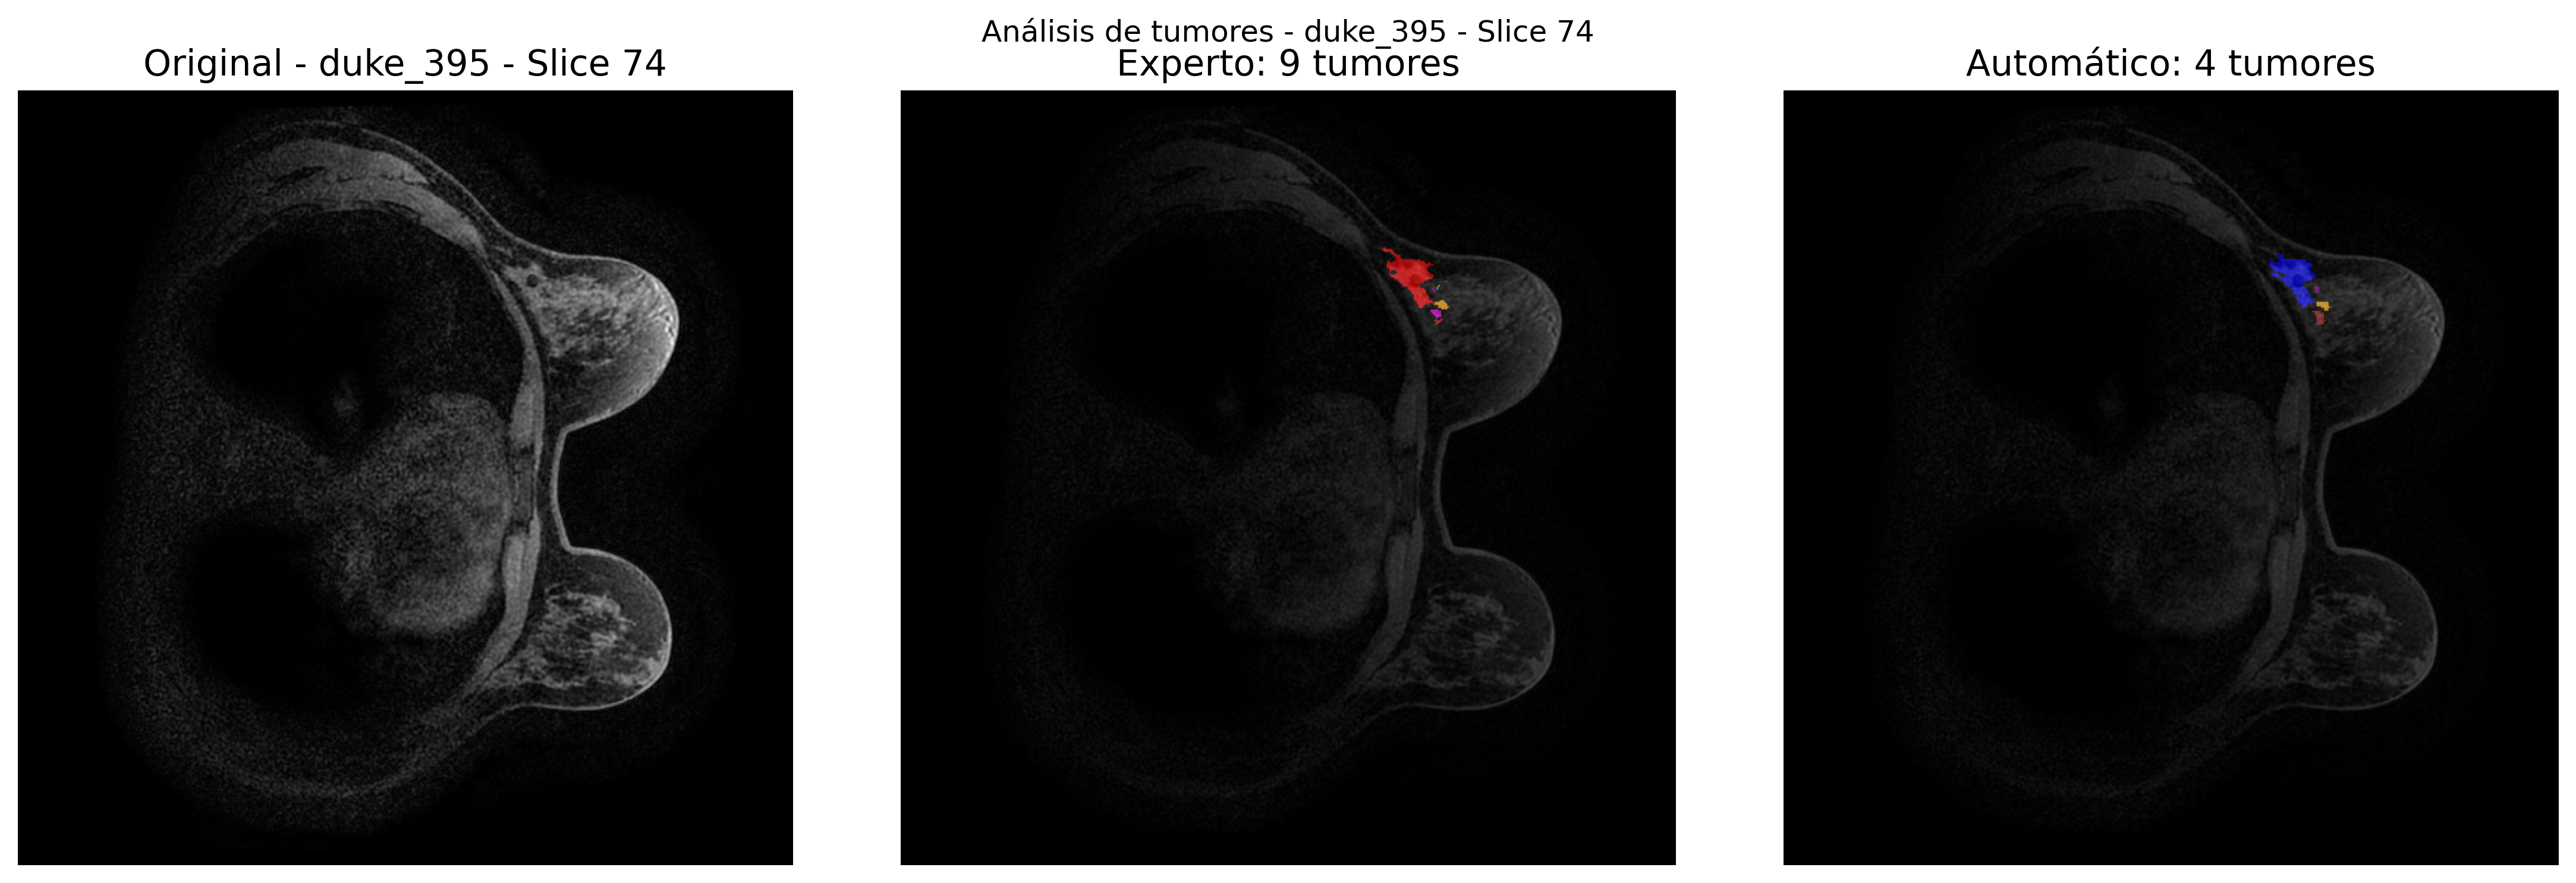 Análisis de tumores - duke_395 - Slice 74
Original - duke_395 - Slice 74
Experto: 9 tumores
Automático: 4 tumores